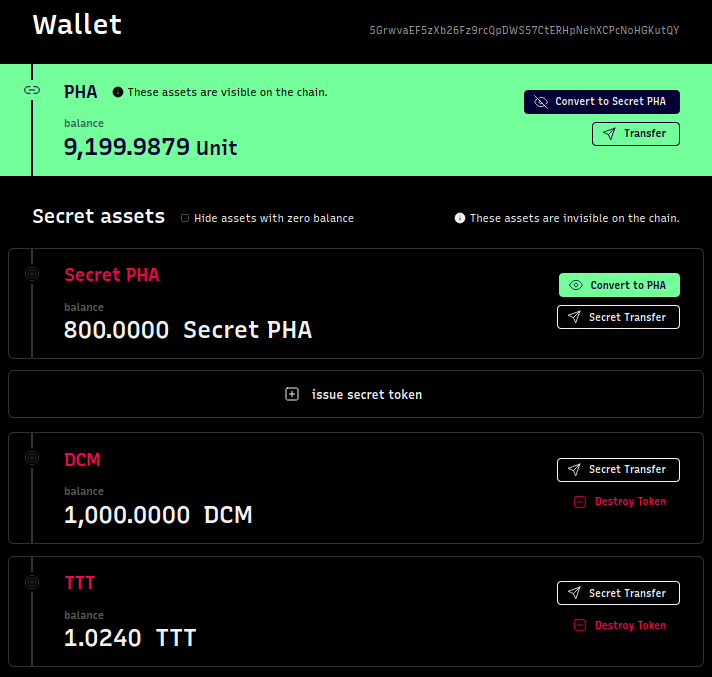 Wallet
5GrwvaEF5zXb26Fz9rcQpDWS57CtERHpNehXCPcNoHGKutQY
PHA These assets are visible on the chain.
Convert to Secret PHA
balance
9,199.9879 Unit
Transfer
Secret assets Hide assets with zero balance These assets are invisible on the chain.
Secret PHA
Convert to PHA
balance
800.0000 Secret PHA
Secret Transfer
issue secret token
DCM
Secret Transfer
balance
1,000.0000 DCM
Destroy Token
TTT
Secret Transfer
balance
1.0240 TTT
Destroy Token